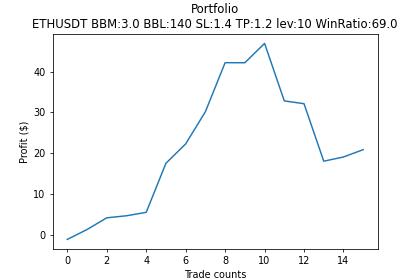 Portfolio
ETHUSDT BBM:3.0 BBL:140 SL:1.4 TP:1.2 lev:10 WinRatio:69.0
Profit ($)
40
30
20
10
0
0 2 4 6 8 10 12 14
Trade counts